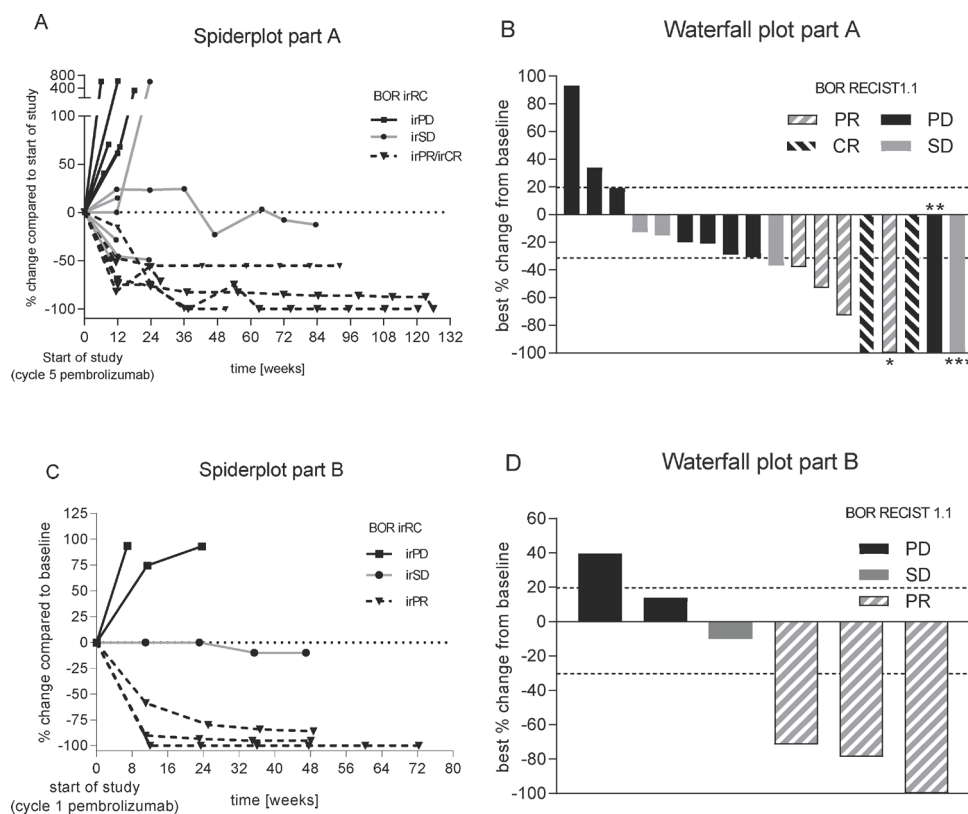 A
Spiderplot part A
800
400
100
50
0
-50
-100
% change compared to start of study
BOR irRC
irPD
irSD
irPR/irCR
0 12 24 36 48 60 72 84 96 108 120 132
Start of study
(cycle 5 pembrolizumab)
time [weeks]
B
Waterfall plot part A
100
80
60
40
20
0
-20
-40
-60
-80
-100
best % change from baseline
BOR RECIST1.1
PR PD
CR SD
**
*
***
C
Spiderplot part B
125
100
75
50
25
0
-25
-50
-75
-100
% change compared to baseline
BOR irRC
irPD
irSD
irPR
0 8 16 24 32 40 48 56 64 72 80
start of study
(cycle 1 pembrolizumab)
time [weeks]
D
Waterfall plot part B
60
40
20
0
-20
-40
-60
-80
-100
best % change from baseline
BOR RECIST 1.1
PD
SD
PR